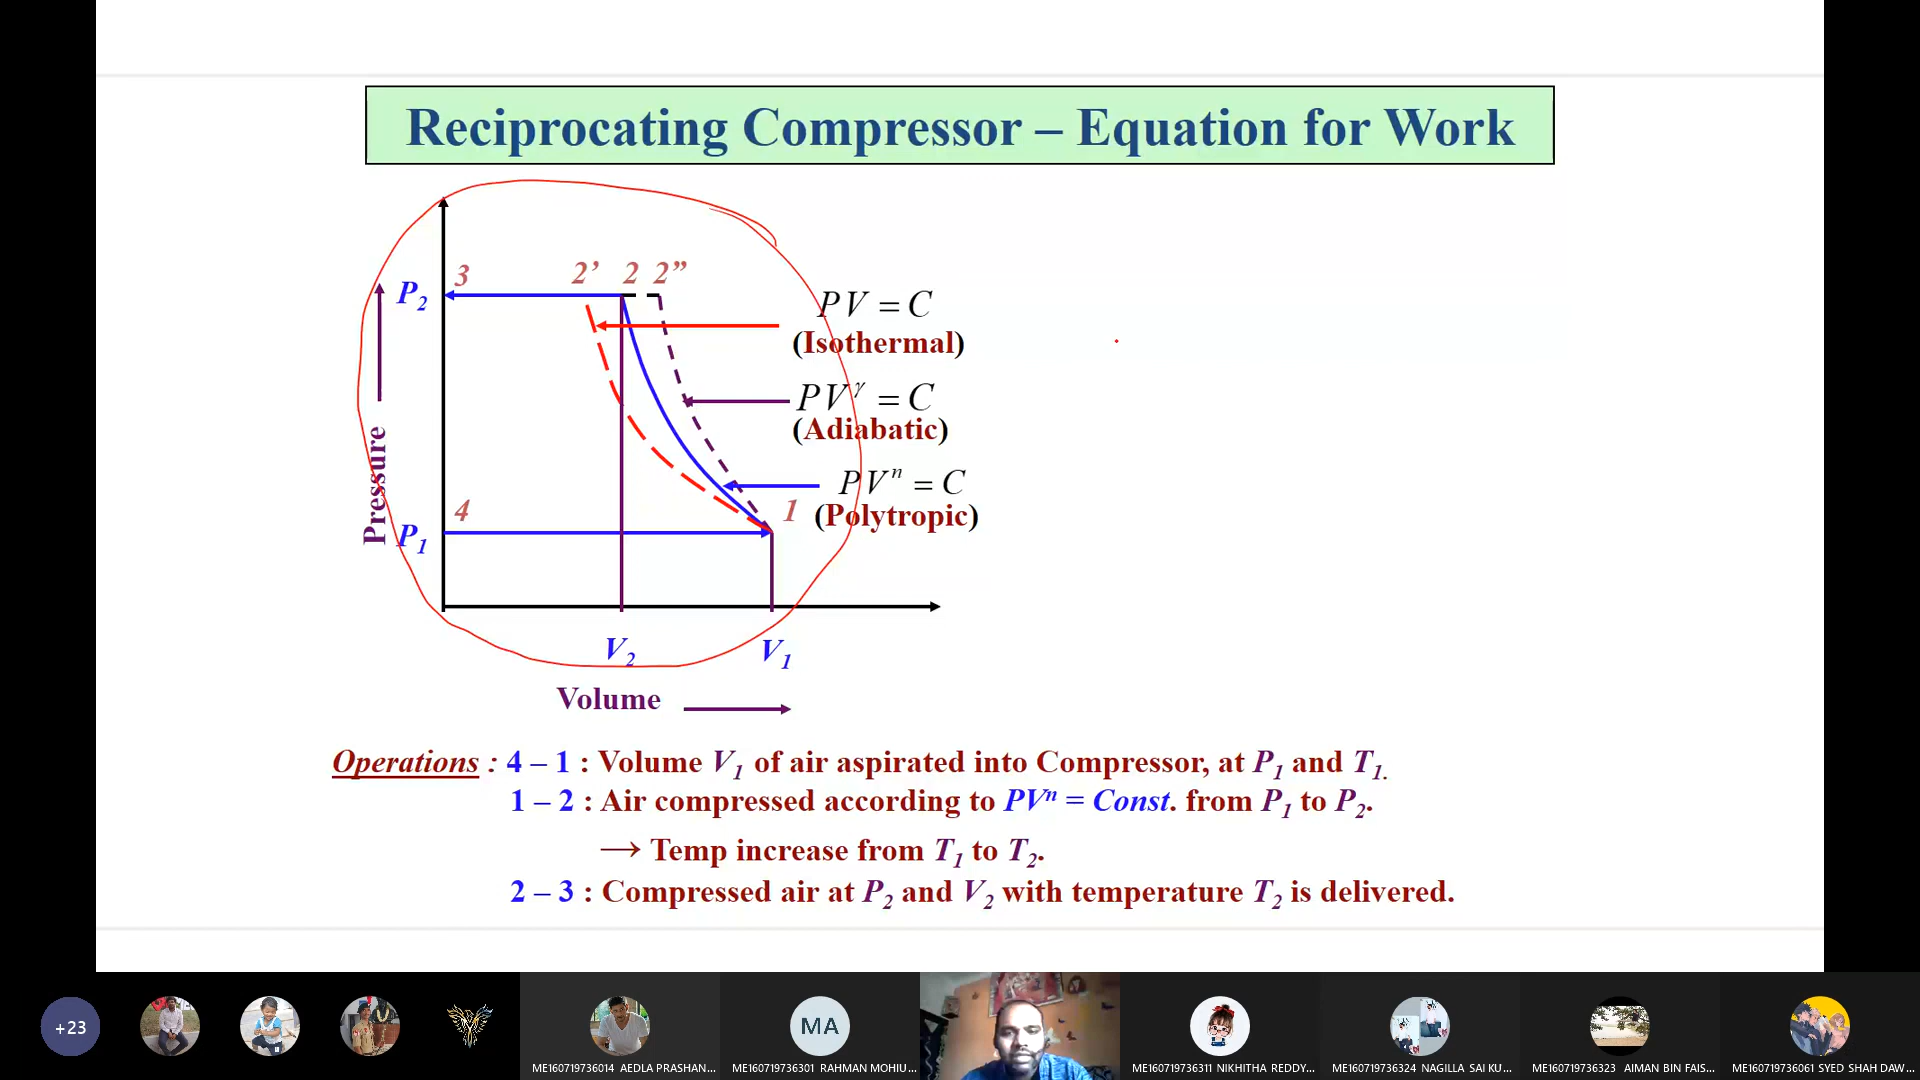 Reciprocating Compressor – Equation for Work
3
2’ 2 2”
P2
PV = C
(Isothermal)
PVγ = C
(Adiabatic)
PVn = C
(Polytropic)
Pressure
4
1
P1
V2
V1
Volume
Operations : 4 – 1 : Volume V1 of air aspirated into Compressor, at P1 and T1.
1 – 2 : Air compressed according to PVn = Const. from P1 to P2.
→ Temp increase from T1 to T2.
2 – 3 : Compressed air at P2 and V2 with temperature T2 is delivered.
+23
MA
ME160719736014 AEDLA PRASHAN...
ME160719736301 RAHMAN MOHIU...
ME160719736311 NIKHITHA REDDY...
ME160719736324 NAGILLA SAI KU...
ME160719736323 AIMAN BIN FAIS...
ME160719736061 SYED SHAH DAW...